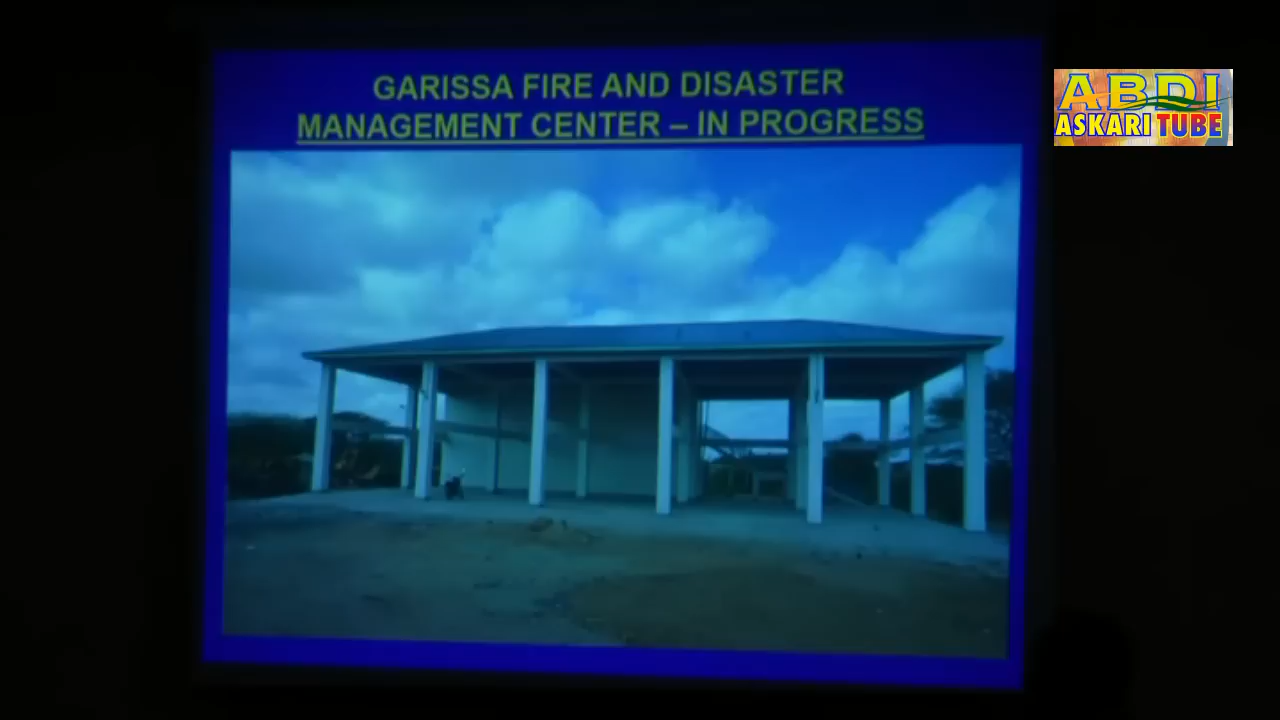 GARISSA FIRE AND DISASTER
MANAGEMENT CENTER – IN PROGRESS
ABDI
ASKARI TUBE